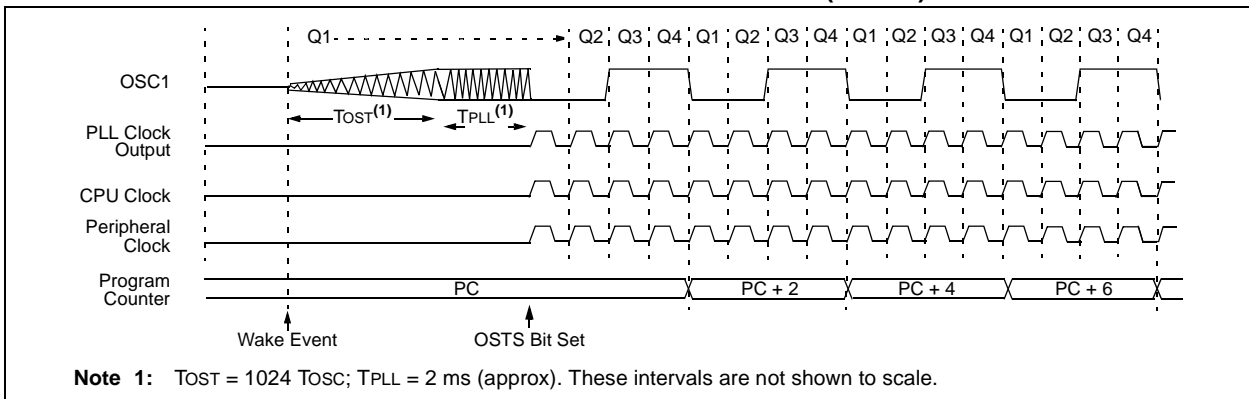 Q1 Q2 Q3 Q4 Q1 Q2 Q3 Q4 Q1 Q2 Q3 Q4 Q1 Q2 Q3 Q4
OSC1
TOST(1) TPLL(1)
PLL Clock
Output
CPU Clock
Peripheral
Clock
Program
Counter
PC PC + 2 PC + 4 PC + 6
Wake Event OSTS Bit Set
Note 1: TOST = 1024 TOSC; TPLL = 2 ms (approx). These intervals are not shown to scale.